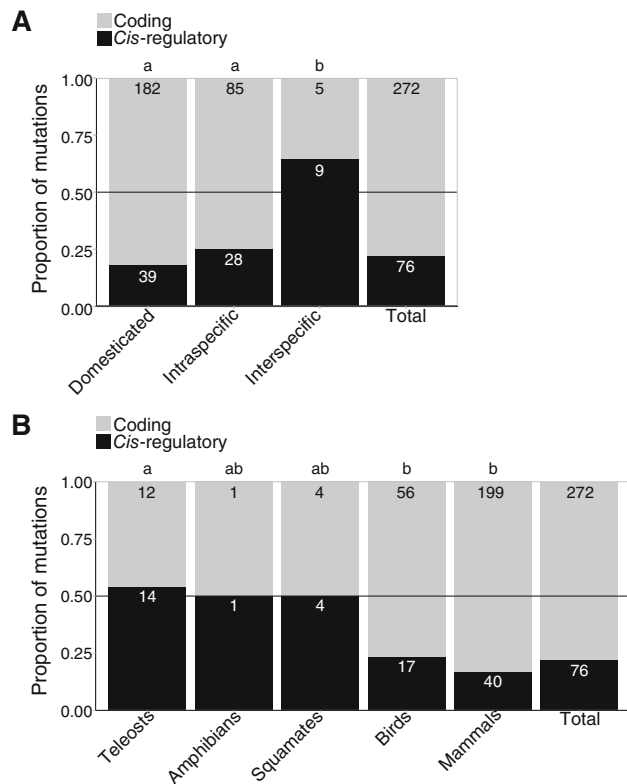 A
Coding
Cis-regulatory
a a b
1.00 182 85 5 272
0.75
9
0.50
0.25
39 28 76
0.00
Proportion of mutations
Domesticated Intraspecific Interspecific Total
B
Coding
Cis-regulatory
a ab ab b b
1.00 12 1 4 56 199 272
0.75
0.50
14 1 4
0.25
17 40 76
0.00
Proportion of mutations
Teleosts Amphibians Squamates Birds Mammals Total